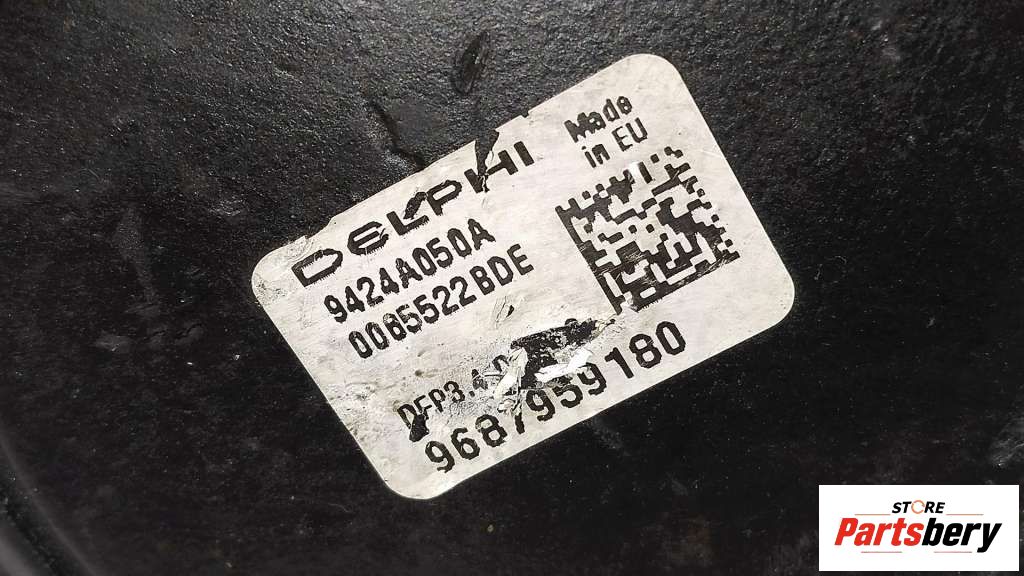 DELPHI
9424A050A
0065522BDE
9687959180
Made
in EU
STORE
Partsbery